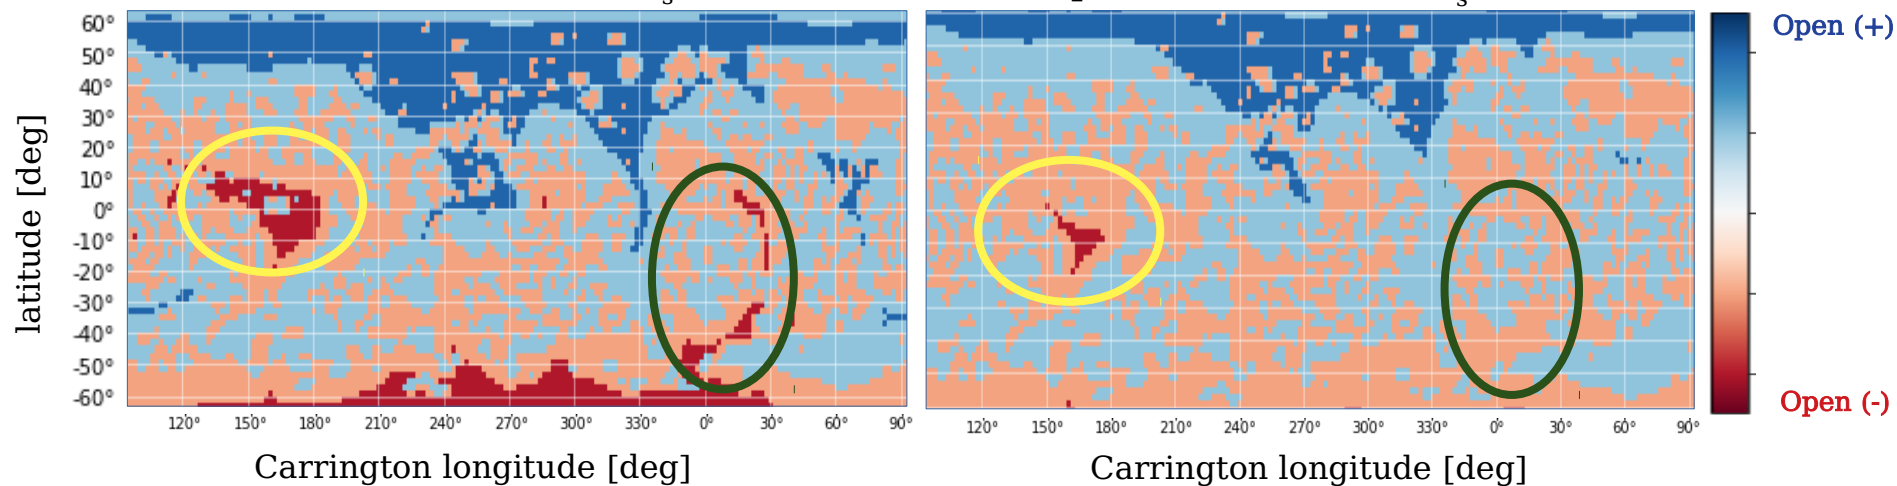 s
s
Open (+)
60°
50°
40°
30°
20°
10°
0°
-10°
-20°
-30°
-40°
-50°
-60°
latitude [deg]
Open (-)
120° 150° 180° 210° 240° 270° 300° 330° 0° 30° 60° 90°
120° 150° 180° 210° 240° 270° 300° 330° 0° 30° 60° 90°
Carrington longitude [deg]
Carrington longitude [deg]